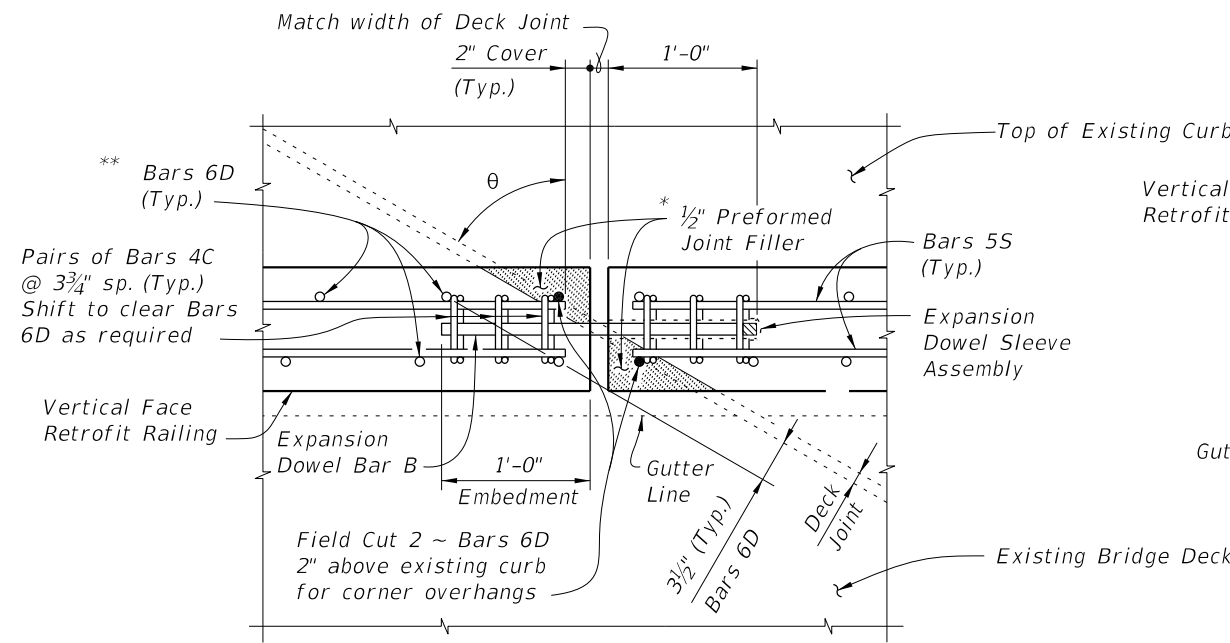 Match width of Deck Joint
2" Cover
(Typ.)
1'-0"
Top of Existing Curb
**
Bars 6D
(Typ.)
θ
*
½" Preformed
Joint Filler
Vertical
Retrofit
Bars 5S
(Typ.)
Pairs of Bars 4C
@ 3¾" sp. (Typ.)
Shift to clear Bars
6D as required
Expansion
Dowel Sleeve
Assembly
Vertical Face
Retrofit Railing
Expansion
Dowel Bar B
1'-0"
Embedment
Gutter
Line
3½" (Typ.)
Bars 6D
Deck
Joint
Gut
Field Cut 2 ~ Bars 6D
2" above existing curb
for corner overhangs
Existing Bridge Deck